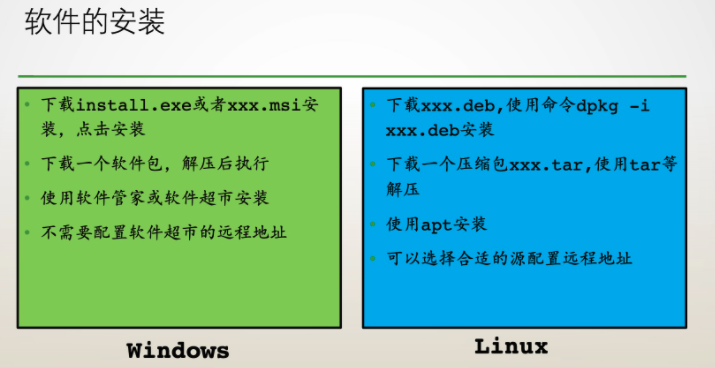 软件的安装
下载install.exe或者xxx.msi安
装，点击安装
下载一个软件包，解压后执行
使用软件管家或软件超市安装
不需要配置软件超市的远程地址
下载xxx.deb,使用命令dpkg -i
xxx.deb安装
下载一个压缩包xxx.tar,使用tar等
解压
使用apt安装
可以选择合适的源配置远程地址
Windows
Linux